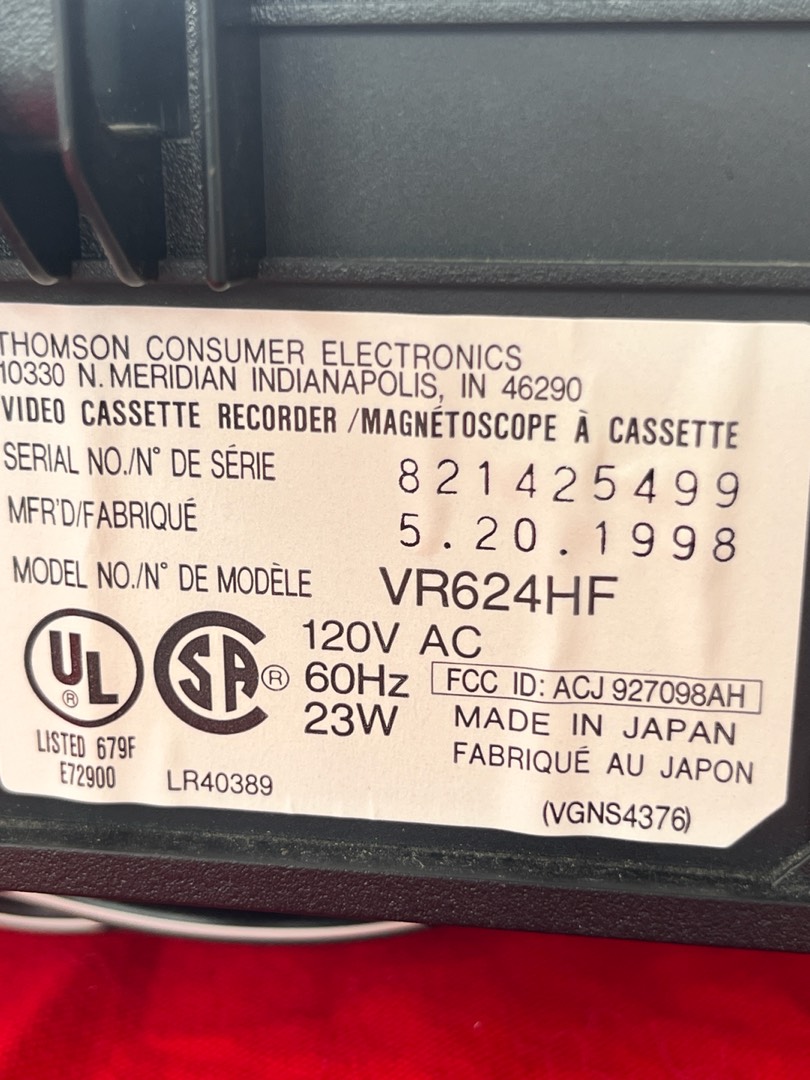 THOMSON CONSUMER ELECTRONICS
10330 N. MERIDIAN INDIANAPOLIS, IN 46290
VIDEO CASSETTE RECORDER /MAGNÉTOSCOPE À CASSETTE
SERIAL NO./N° DE SÉRIE 821425499
MFR'D/FABRIQUÉ 5.20.1998
MODEL NO./N° DE MODÈLE VR624HF
UL ® SA ® 120V AC
60Hz FCC ID: ACJ 927098AH
23W MADE IN JAPAN
LISTED 679F FABRIQUÉ AU JAPON
E72900 LR40389
(VGNS4376)